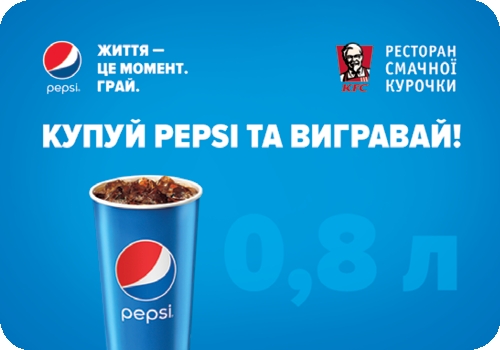 pepsi
ЖИТТЯ —
ЦЕ МОМЕНТ.
ГРАЙ.
KFC
РЕСТОРАН
СМАЧНОЇ
КУРОЧКИ
КУПУЙ PEPSI ТА ВИГРАВАЙ!
0,8 л
pepsi